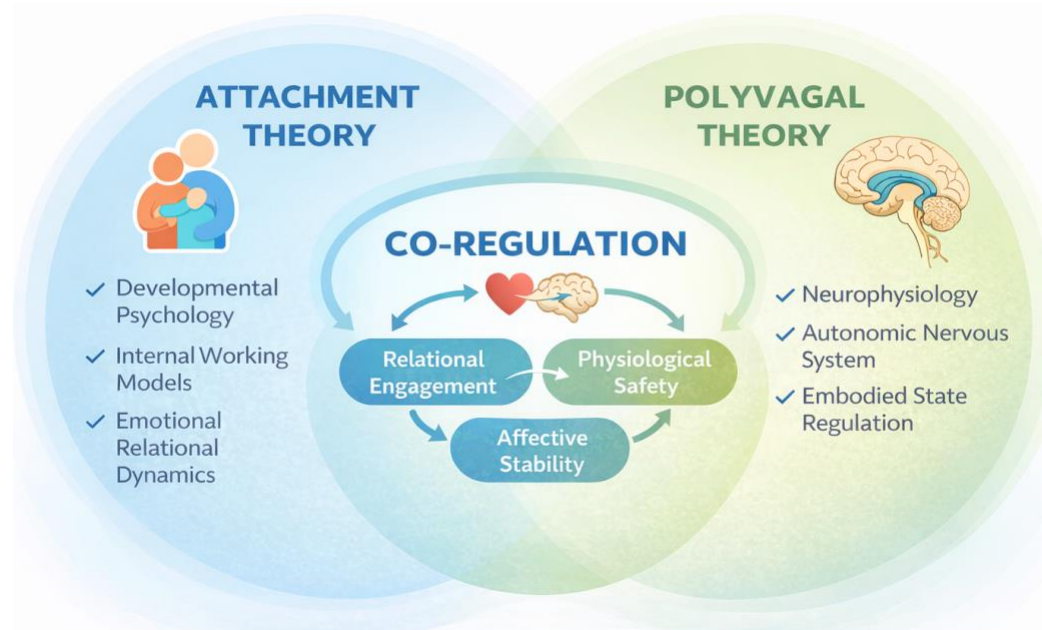 ATTACHMENT
THEORY
Developmental
Psychology
Internal Working
Models
Emotional
Relational
Dynamics
CO-REGULATION
Relational
Engagement
Physiological
Safety
Affective
Stability
POLYVAGAL
THEORY
Neurophysiology
Autonomic Nervous
System
Embodied State
Regulation